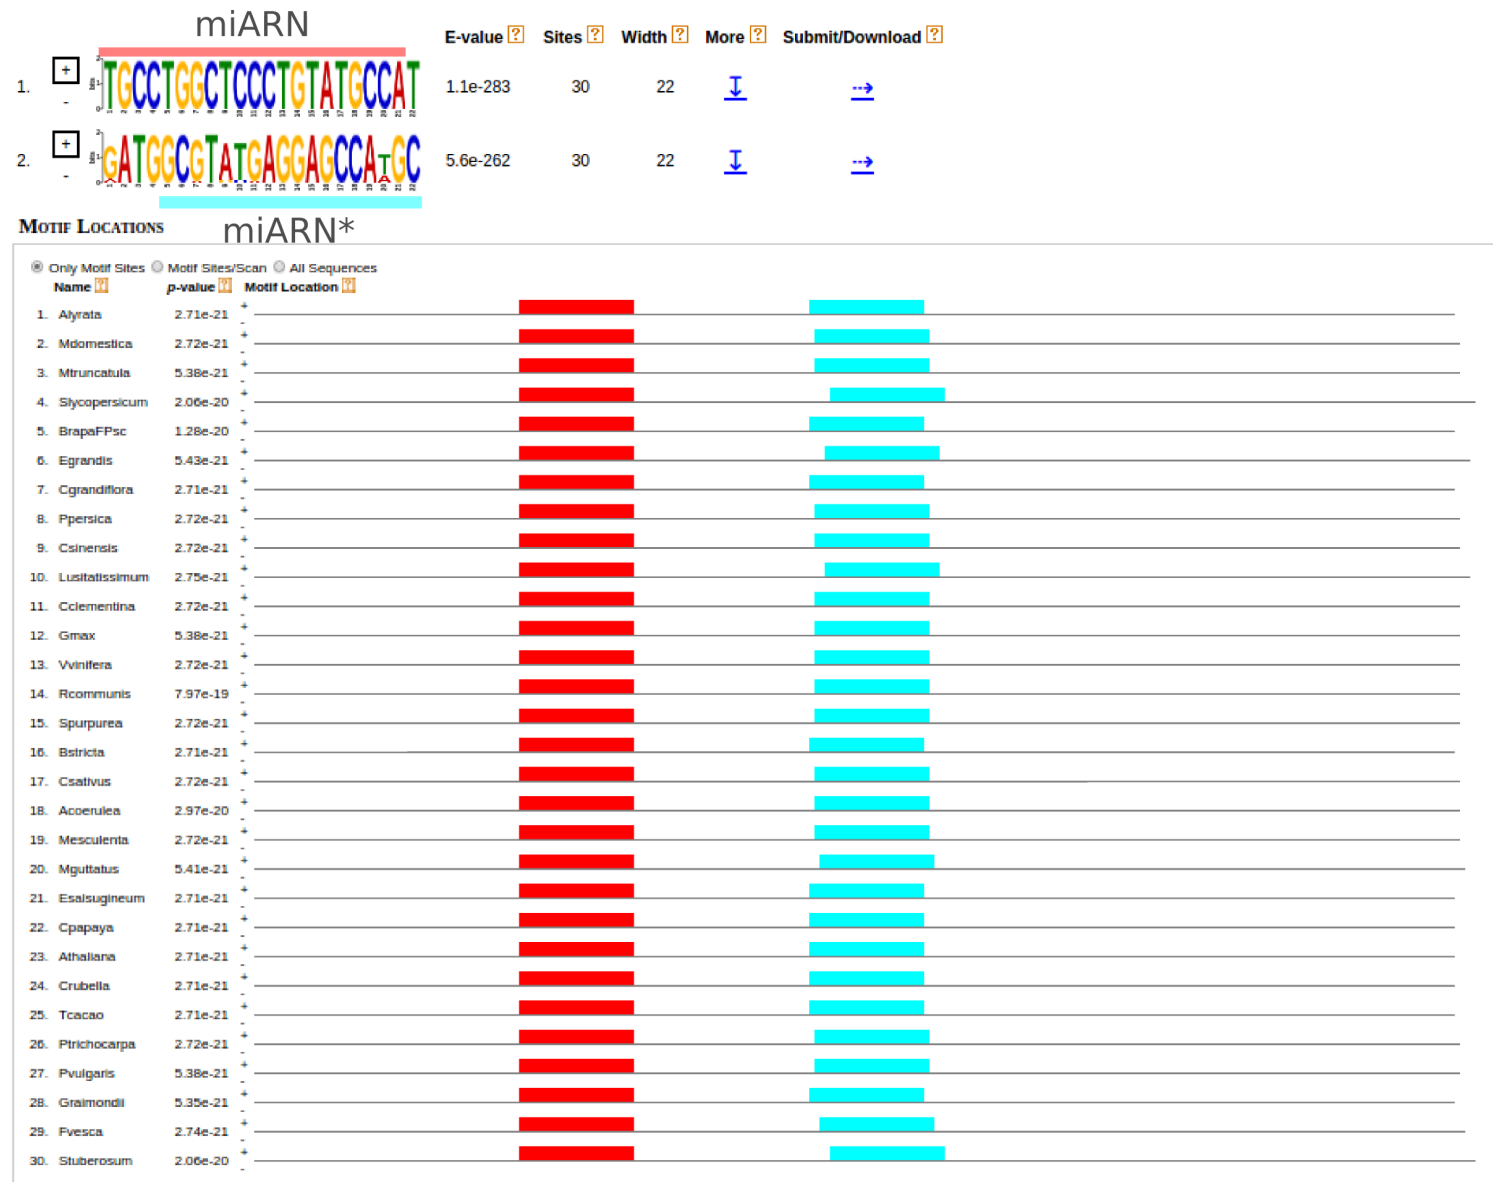 miARN
E-value ? Sites ? Width ? More ? Submit/Download ?
1. + TGCCTGGCTCCCTGTATGCCAT 1.1e-283 30 22
-
2. + GATGGCGTATGAGGAGCCATGC 5.6e-262 30 22
-
miARN*
MOTIF LOCATIONS
Only Motif Sites Motif Sites/Scan All Sequences
Name ? p-value ? Motif Location ?
1. Alyrata 2.71e-21 + -
2. Mdomestica 2.72e-21 + -
3. Mtruncatula 5.38e-21 + -
4. Slycopersicum 2.06e-20 + -
5. BrapaFPsc 1.28e-20 + -
6. Egrandis 5.43e-21 + -
7. Cgrandiflora 2.71e-21 + -
8. Ppersica 2.72e-21 + -
9. Csinensis 2.72e-21 + -
10. Lusitatissimum 2.75e-21 + -
11. Cclementina 2.72e-21 + -
12. Gmax 5.38e-21 + -
13. Vvinifera 2.72e-21 + -
14. Rcommunis 7.97e-19 + -
15. Spurpurea 2.72e-21 + -
16. Bstricta 2.71e-21 + -
17. Csativus 2.72e-21 + -
18. Acoerulea 2.97e-20 + -
19. Mesculenta 2.72e-21 + -
20. Mguttatus 5.41e-21 + -
21. Esalsugineum 2.71e-21 + -
22. Cpapaya 2.71e-21 + -
23. Athaliana 2.71e-21 + -
24. Crubella 2.71e-21 + -
25. Tcacao 2.71e-21 + -
26. Ptrichocarpa 2.72e-21 + -
27. Pvulgaris 5.38e-21 + -
28. Graimondii 5.35e-21 + -
29. Fvesca 2.74e-21 + -
30. Stuberosum 2.06e-20 + -